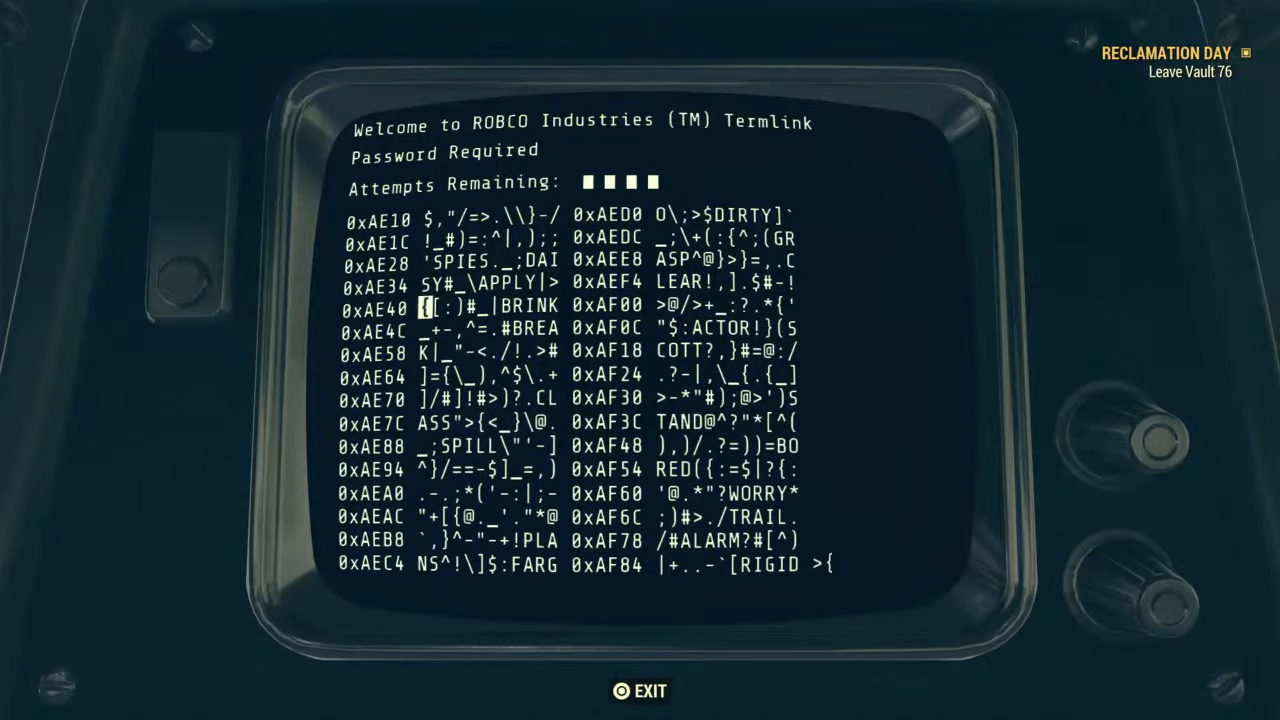 RECLAMATION DAY
Leave Vault 76
Welcome to ROBCO Industries (TM) Termlink
Password Required
Attempts Remaining:
0xAE10 $,"/=>.\\}-/ 0xAED0 O\;>$DIRTY]`
0xAE1C !_#)=:^|,);; 0xAEDC _;\+(:{^;(GR
0xAE28 'SPIES._;DAI 0xAEE8 ASP^@}>}=,.C
0xAE34 SY#_\APPLY|> 0xAEF4 LEAR!,].$#-!
0xAE40 {[:)#_|BRINK 0xAF00 >@/>+_:?.*{'
0xAE4C _+-,^=.#BREA 0xAF0C "$:ACTOR!}(S
0xAE58 K|_"-<./!.># 0xAF18 COTT?,}#=@:/
0xAE64 ]={\_),^$\.+ 0xAF24 .?-|,\_{.{_]
0xAE70 ]/#]!#>)?.CL 0xAF30 >-*"#);@>')S
0xAE7C ASS">{<_}\@. 0xAF3C TAND@^?"*[^(
0xAE88 _;SPILL\"'-] 0xAF48 ),)/.?=))=BO
0xAE94 ^}/==-$]_=,) 0xAF54 RED({:=$|?{:
0xAEA0 .-.;*('-:|;- 0xAF60 '@.*"?WORRY*
0xAEAC "+[{@._'."*@ 0xAF6C ;)#>./TRAIL.
0xAEB8 `,}^-"-+!PLA 0xAF78 /#ALARM?#[^)
0xAEC4 NS^!\]$:FARG 0xAF84 |+..-`[RIGID >{
EXIT